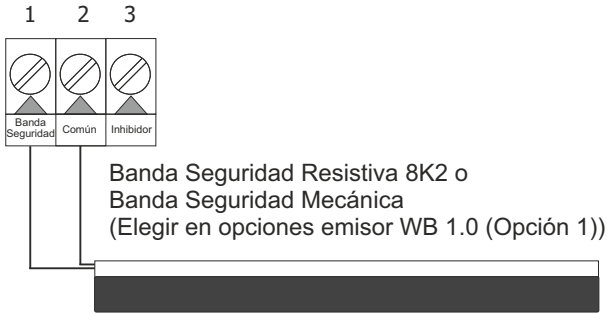 1 2 3
Banda Seguridad
Común
Inhibidor
Banda Seguridad Resistiva 8K2 o
Banda Seguridad Mecánica
(Elegir en opciones emisor WB 1.0 (Opción 1))